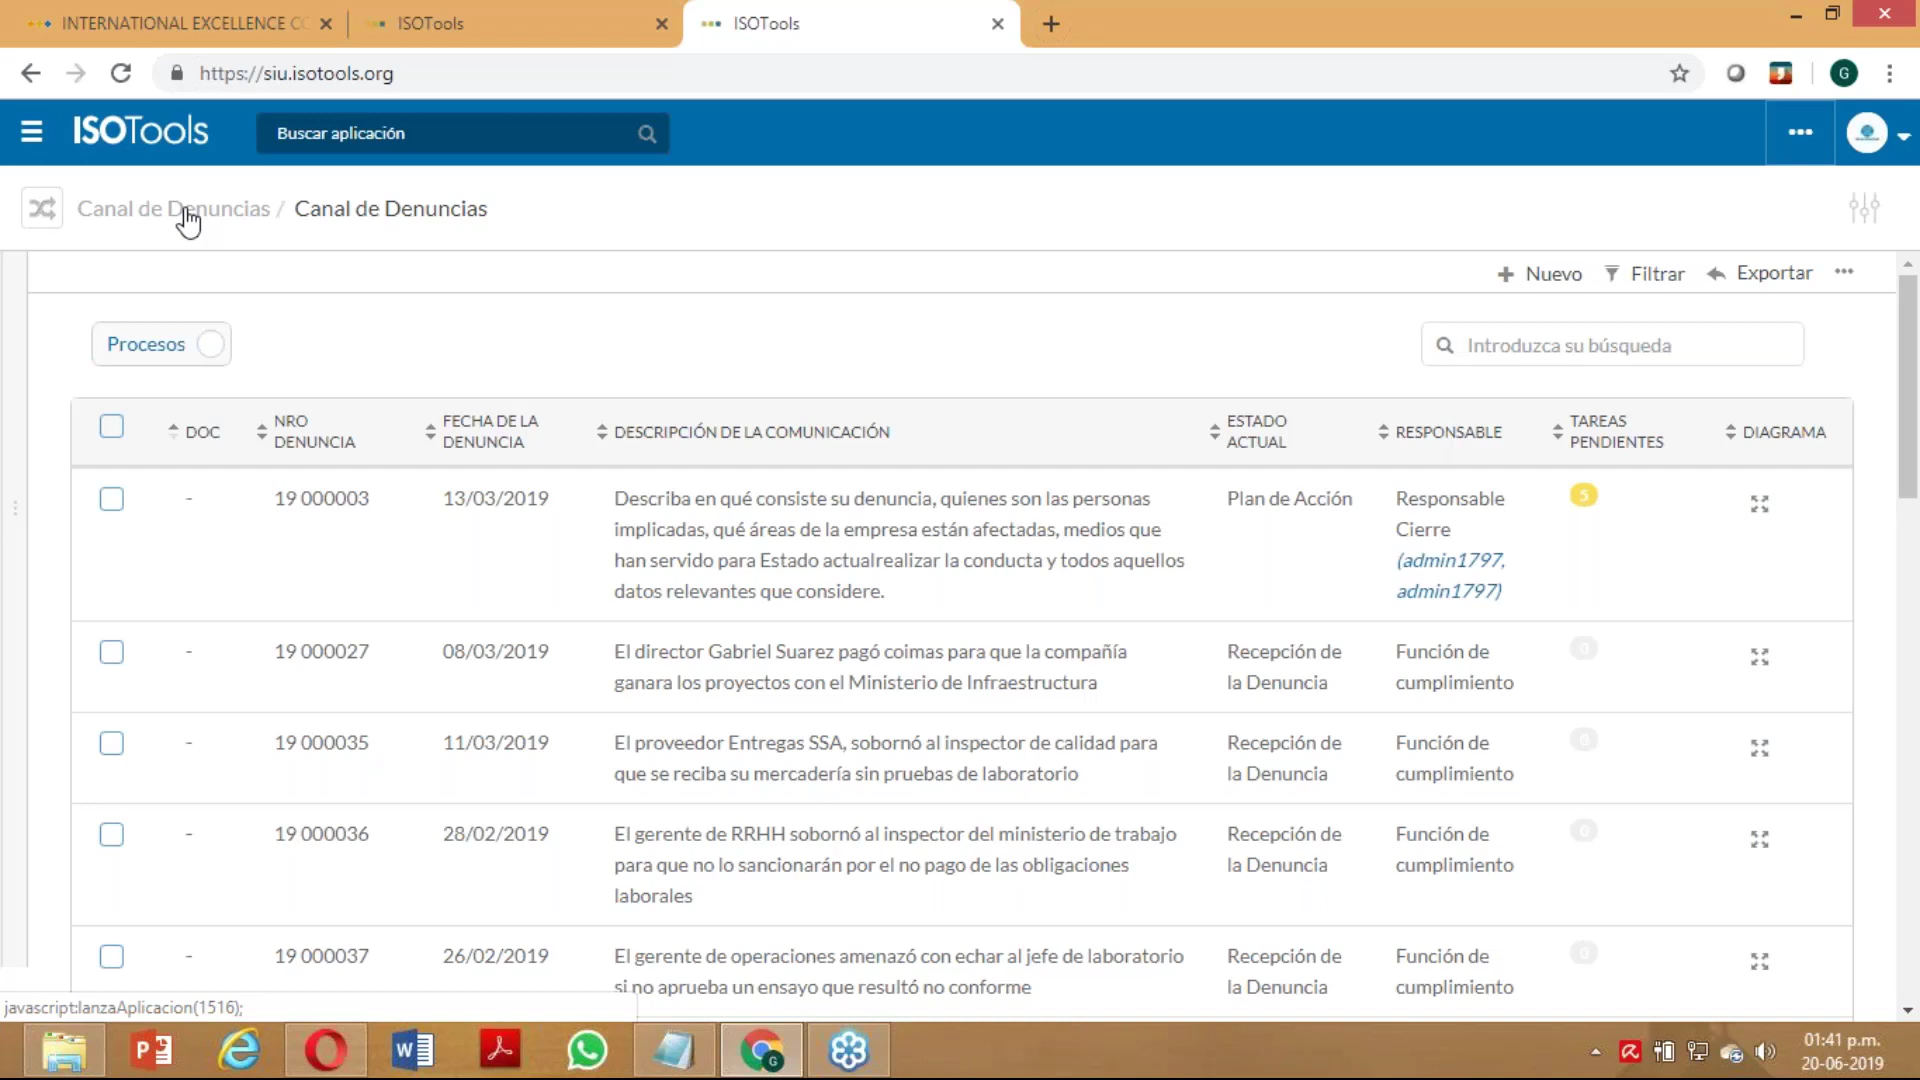 INTERNATIONAL EXCELLENCE CO
ISOTools
ISOTools
https://siu.isotools.org
G
ISOTools
Buscar aplicación
Canal de Denuncias / Canal de Denuncias
Nuevo
Filtrar
Exportar
Procesos
Introduzca su búsqueda
DOC
NRO
DENUNCIA
FECHA DE LA
DENUNCIA
DESCRIPCIÓN DE LA COMUNICACIÓN
ESTADO
ACTUAL
RESPONSABLE
TAREAS
PENDIENTES
DIAGRAMA
- 19 000003 13/03/2019 Describa en qué consiste su denuncia, quienes son las personas Plan de Acción Responsable 5
implicadas, qué áreas de la empresa están afectadas, medios que Cierre
han servido para Estado actualrealizar la conducta y todos aquellos (admin1797,
datos relevantes que considere. admin1797)
- 19 000027 08/03/2019 El director Gabriel Suarez pagó coimas para que la compañía Recepción de Función de 0
ganara los proyectos con el Ministerio de Infraestructura la Denuncia cumplimiento
- 19 000035 11/03/2019 El proveedor Entregas SSA, sobornó al inspector de calidad para Recepción de Función de 0
que se reciba su mercadería sin pruebas de laboratorio la Denuncia cumplimiento
- 19 000036 28/02/2019 El gerente de RRHH sobornó al inspector del ministerio de trabajo Recepción de Función de 0
para que no lo sancionarán por el no pago de las obligaciones la Denuncia cumplimiento
laborales
- 19 000037 26/02/2019 El gerente de operaciones amenazó con echar al jefe de laboratorio Recepción de Función de 0
si no aprueba un ensayo que resultó no conforme la Denuncia cumplimiento
javascript:lanzaAplicacion(1516);
01:41 p.m.
20-06-2019